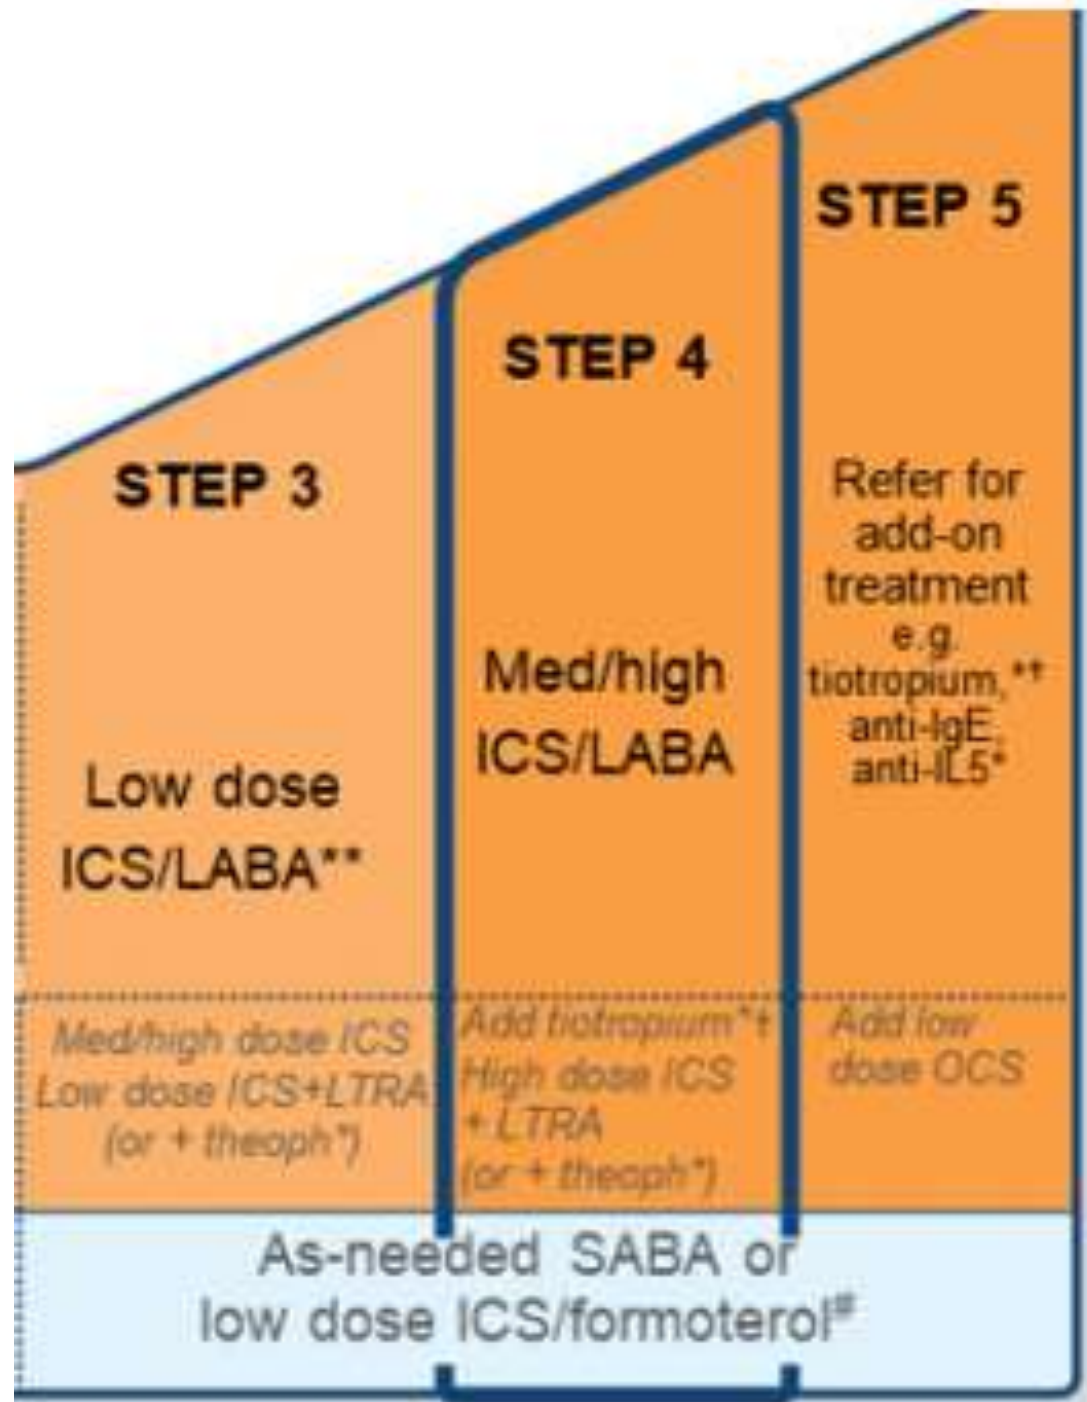 STEP 3
Low dose
ICS/LABA**
Med/high dose ICS
Low dose ICS+LTRA
(or + theoph*)
STEP 4
Med/high
ICS/LABA
Add tiotropium*†
High dose ICS
+ LTRA
(or + theoph*)
STEP 5
Refer for
add-on
treatment
e.g.
tiotropium,*†
anti-IgE,
anti-IL5*
Add low
dose OCS
As-needed SABA or
low dose ICS/formoterol#